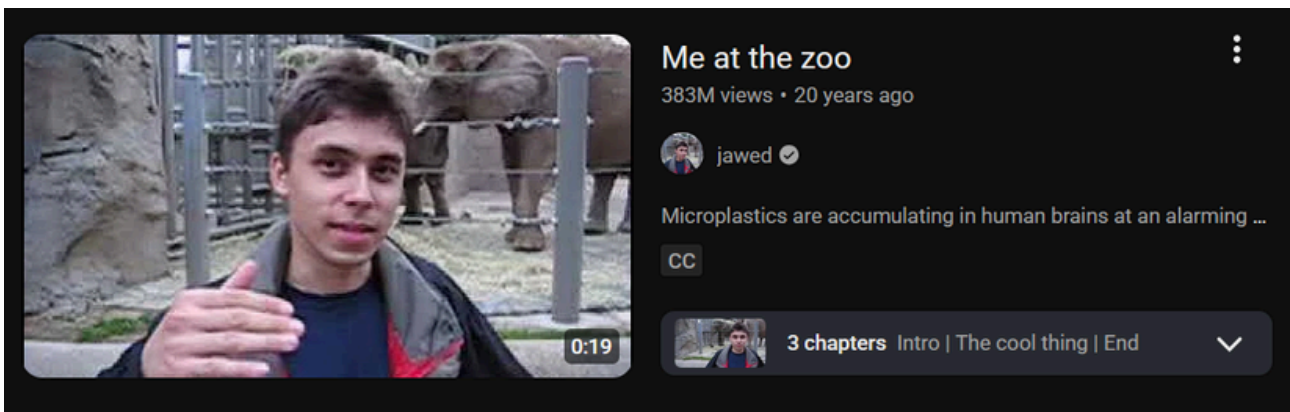 Me at the zoo
383M views • 20 years ago
jawed
Microplastics are accumulating in human brains at an alarming ...
CC
0:19
3 chapters Intro | The cool thing | End